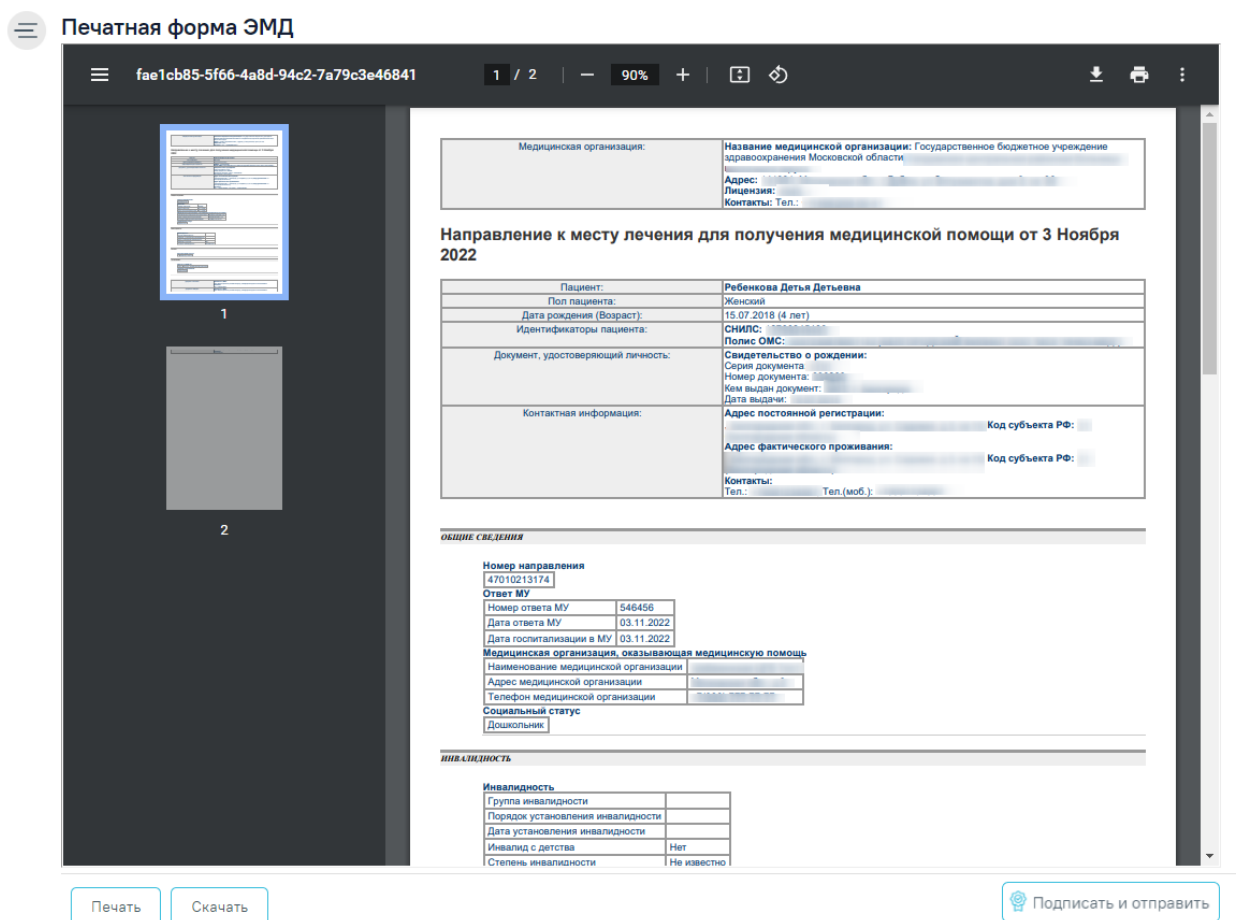 Печатная форма ЭМД
fae1cb85-5f66-4a8d-94c2-7a79c3e46841 1 / 2 90%
1
2
Медицинская организация: Название медицинской организации: Государственное бюджетное учреждение
здравоохранения Московской области
Адрес:
Лицензия:
Контакты: Тел.:
Направление к месту лечения для получения медицинской помощи от 3 Ноября
2022
Пациент: Ребенкова Детья Детьевна
Пол пациента: Женский
Дата рождения (Возраст): 15.07.2018 (4 лет)
Идентификаторы пациента: СНИЛС:
Полис ОМС:
Документ, удостоверяющий личность: Свидетельство о рождении:
Серия документа
Номер документа:
Кем выдан документ:
Дата выдачи:
Контактная информация: Адрес постоянной регистрации:
Код субъекта РФ:
Адрес фактического проживания:
Код субъекта РФ:
Контакты:
Тел.: Тел.(моб.):
ОБЩИЕ СВЕДЕНИЯ
Номер направления
47010213174
Ответ МУ
Номер ответа МУ 546456
Дата ответа МУ 03.11.2022
Дата госпитализации в МУ 03.11.2022
Медицинская организация, оказывающая медицинскую помощь
Наименование медицинской организации
Адрес медицинской организации
Телефон медицинской организации
Социальный статус
Дошкольник
ИНВАЛИДНОСТЬ
Инвалидность
Группа инвалидности
Порядок установления инвалидности
Дата установления инвалидности
Инвалид с детства Нет
Степень инвалидности Не известно
Печать Скачать Подписать и отправить